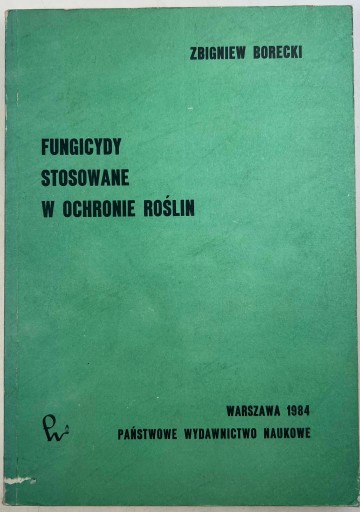 ZBIGNIEW BORECKI
FUNGICYDY
STOSOWANE
W OCHRONIE ROŚLIN
WARSZAWA 1984
PAŃSTWOWE WYDAWNICTWO NAUKOWE